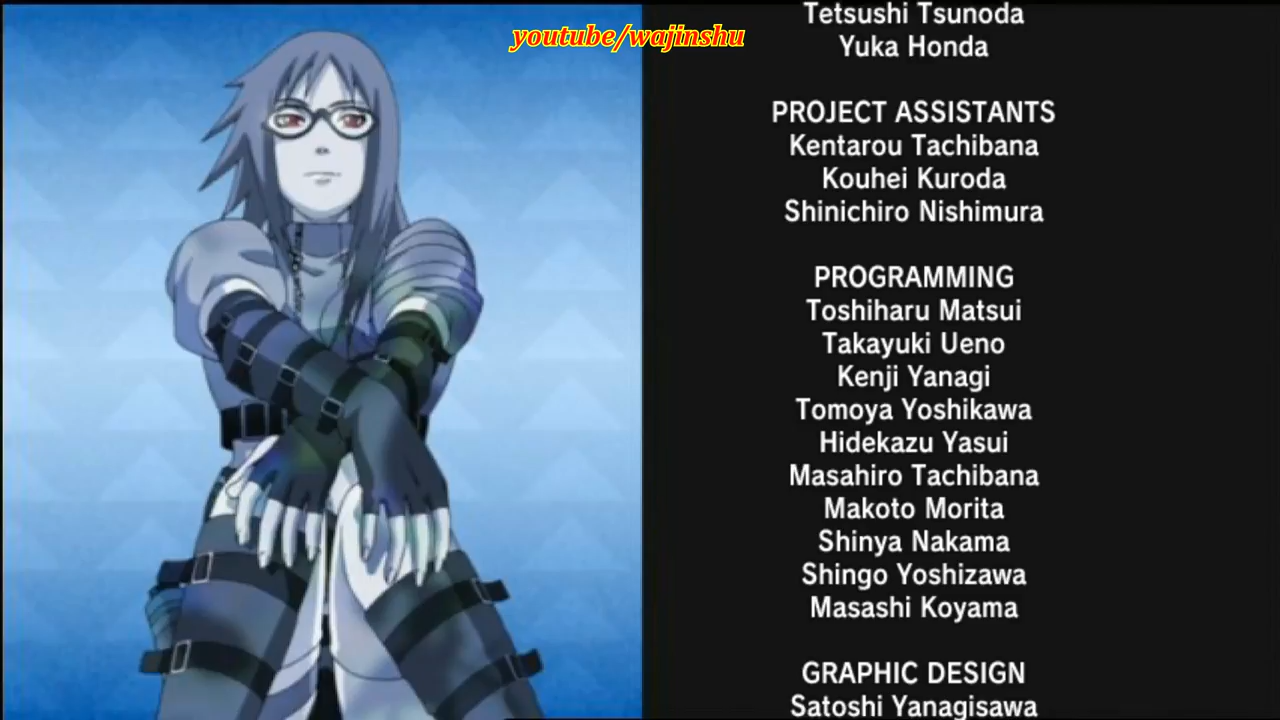 youtube/wajinshu
Tetsushi Tsunoda
Yuka Honda
PROJECT ASSISTANTS
Kentarou Tachibana
Kouhei Kuroda
Shinichiro Nishimura
PROGRAMMING
Toshiharu Matsui
Takayuki Ueno
Kenji Yanagi
Tomoya Yoshikawa
Hidekazu Yasui
Masahiro Tachibana
Makoto Morita
Shinya Nakama
Shingo Yoshizawa
Masashi Koyama
GRAPHIC DESIGN
Satoshi Yanagisawa